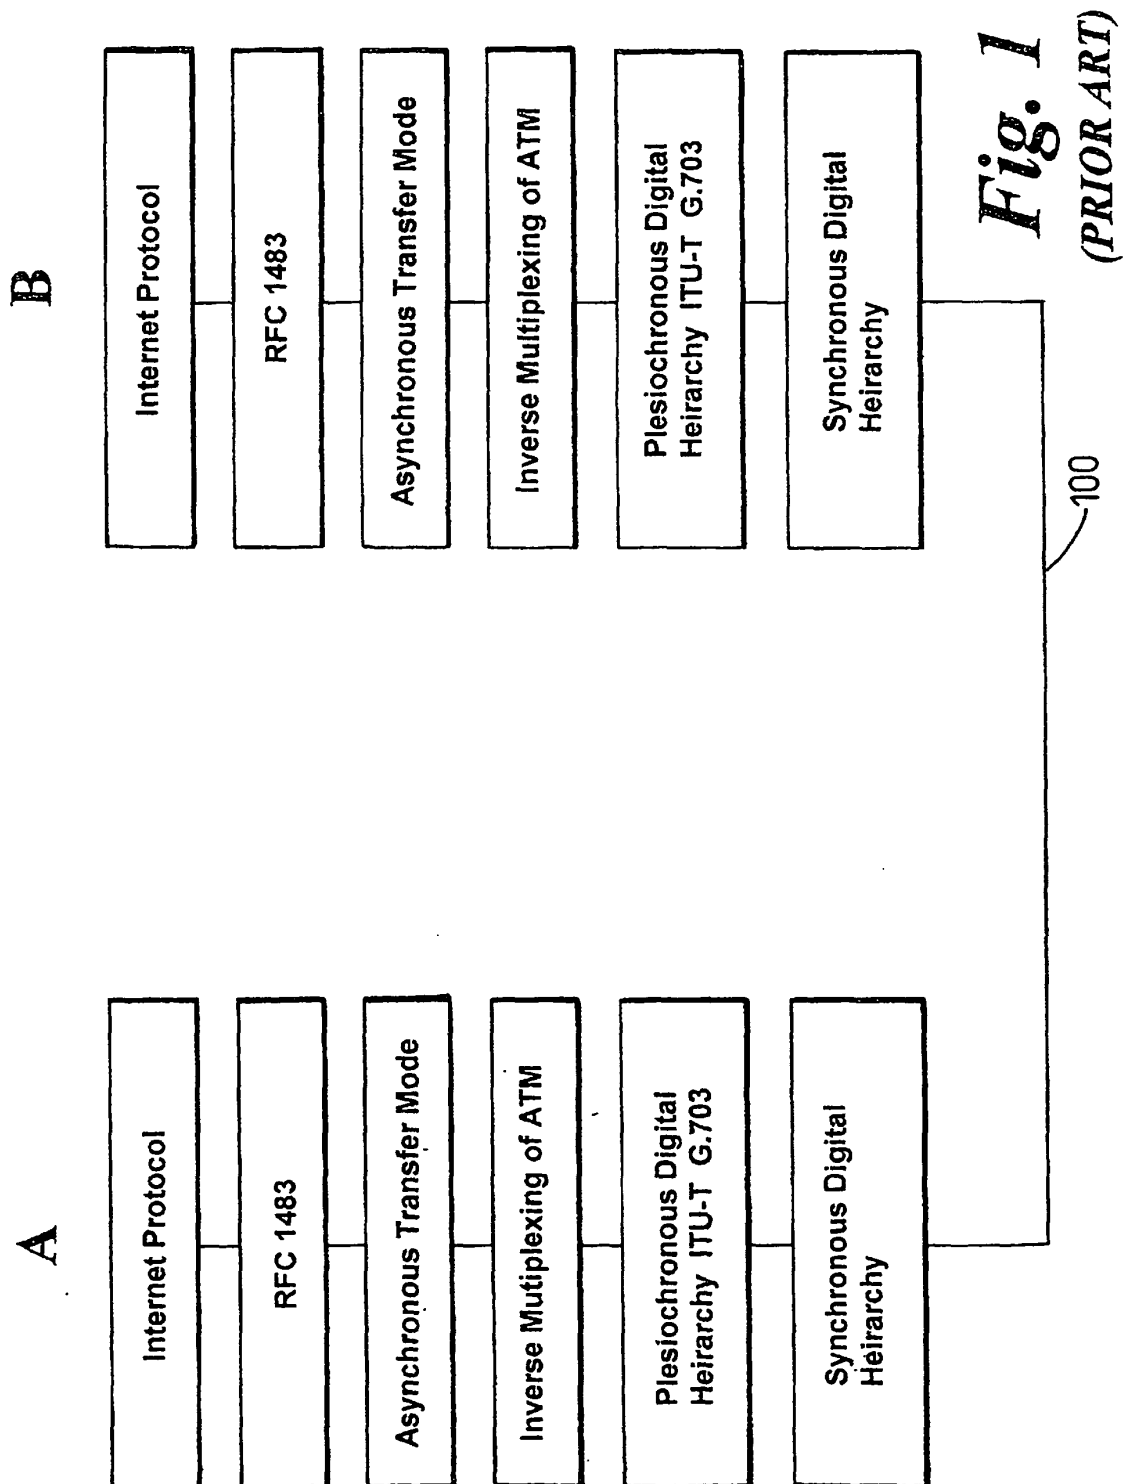 A
Internet Protocol
RFC 1483
Asynchronous Transfer Mode
Inverse Mutiplexing of ATM
Plesiochronous Digital
Heirarchy ITU-T G.703
Synchronous Digital
Heirarchy
B
Internet Protocol
RFC 1483
Asynchronous Transfer Mode
Inverse Multiplexing of ATM
Plesiochronous Digital
Heirarchy ITU-T G.703
Synchronous Digital
Heirarchy
100
Fig. 1
(PRIOR ART)